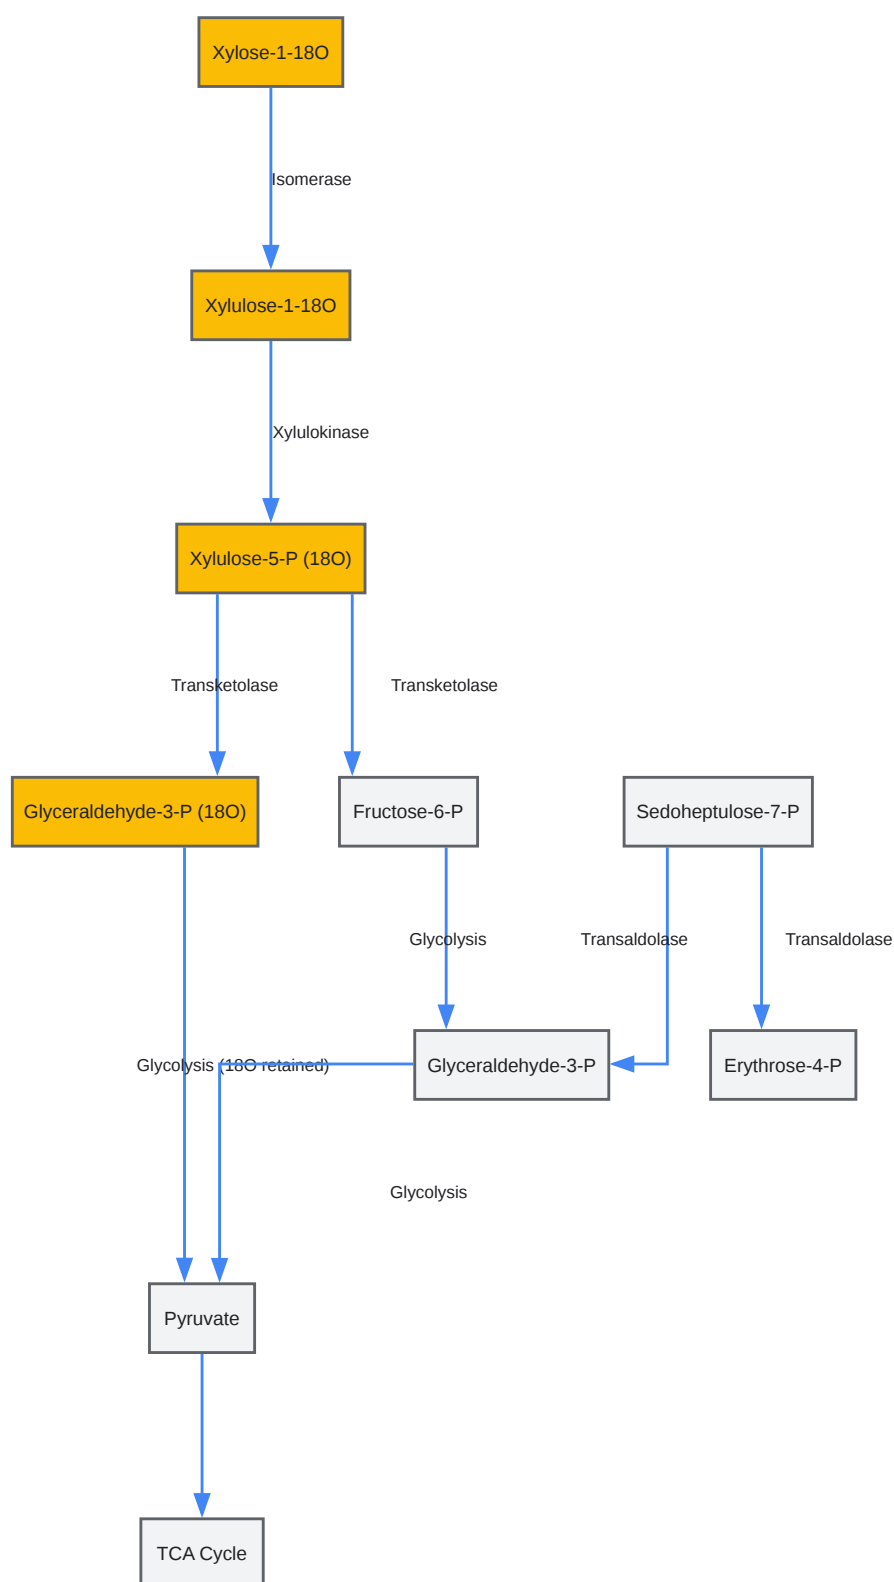 Xylose-1-18O
Isomerase
Xylulose-1-18O
Xylulokinase
Xylulose-5-P (18O)
Transketolase
Transketolase
Glyceraldehyde-3-P (18O)
Fructose-6-P
Sedoheptulose-7-P
Glycolysis
Transaldolase
Transaldolase
Glycolysis (18O retained)
Glyceraldehyde-3-P
Erythrose-4-P
Glycolysis
Pyruvate
TCA Cycle